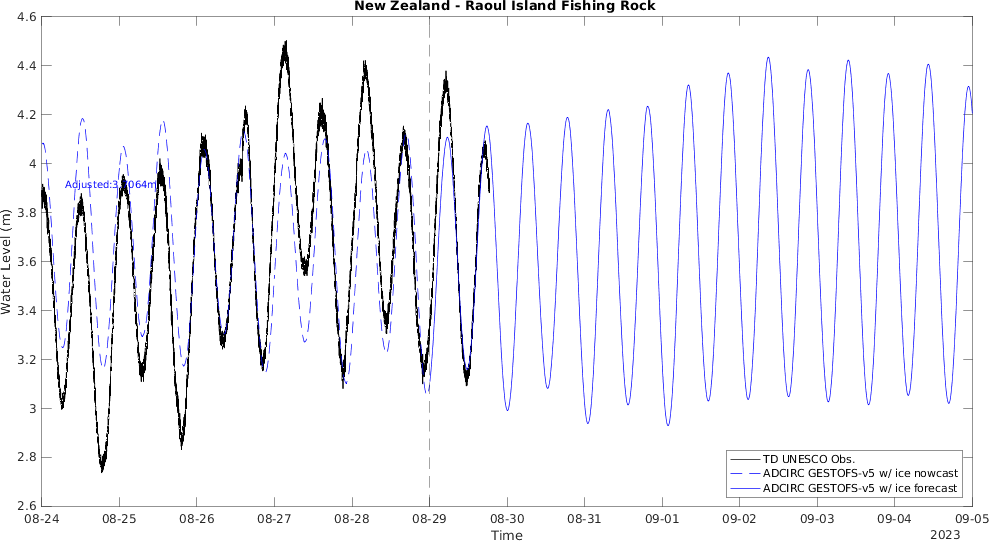 New Zealand - Raoul Island Fishing Rock
4.6
4.4
4.2
4
3.8
3.6
3.4
3.2
3
2.8
2.6
Water Level (m)
TD UNESCO Obs.
ADCIRC GESTOFS-v5 w/ ice nowcast
ADCIRC GESTOFS-v5 w/ ice forecast
08-24 08-25 08-26 08-27 08-28 08-29 08-30 08-31 09-01 09-02 09-03 09-04 09-05
Time
2023